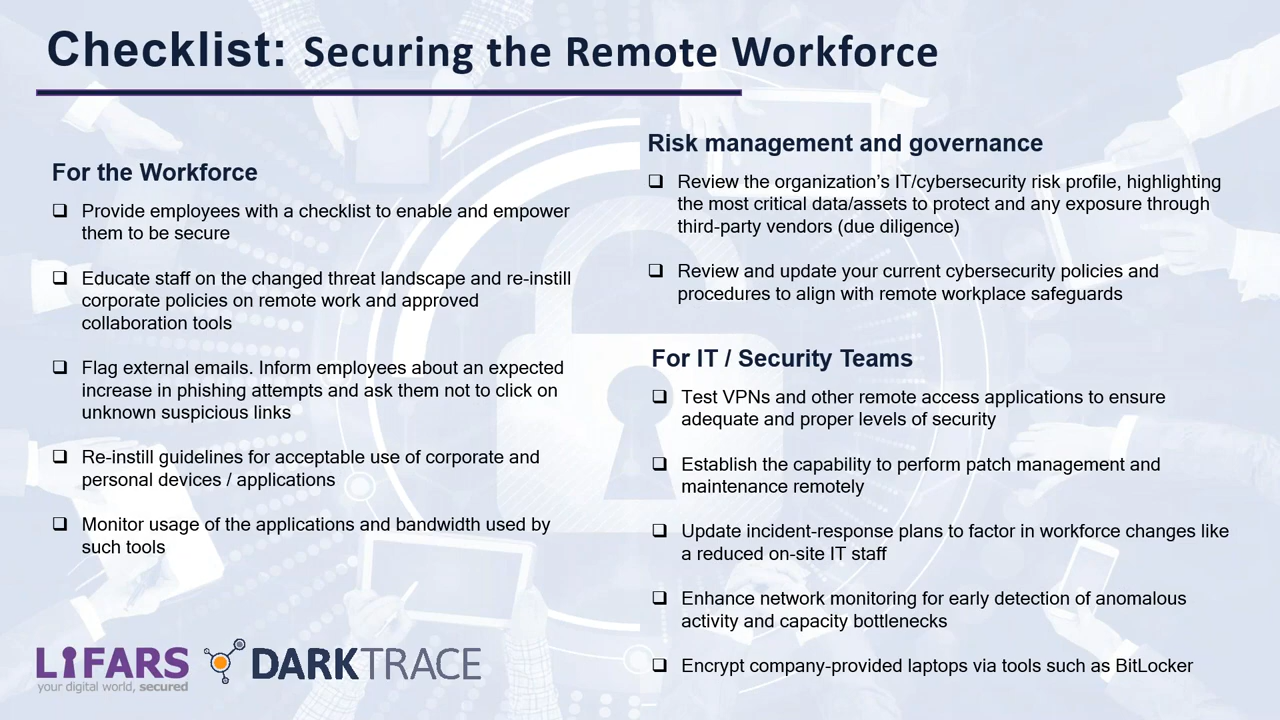 Checklist: Securing the Remote Workforce
For the Workforce
❑ Provide employees with a checklist to enable and empower
them to be secure
❑ Educate staff on the changed threat landscape and re-instill
corporate policies on remote work and approved
collaboration tools
❑ Flag external emails. Inform employees about an expected
increase in phishing attempts and ask them not to click on
unknown suspicious links
❑ Re-instill guidelines for acceptable use of corporate and
personal devices / applications
❑ Monitor usage of the applications and bandwidth used by
such tools
Risk management and governance
❑ Review the organization’s IT/cybersecurity risk profile, highlighting
the most critical data/assets to protect and any exposure through
third-party vendors (due diligence)
❑ Review and update your current cybersecurity policies and
procedures to align with remote workplace safeguards
For IT / Security Teams
❑ Test VPNs and other remote access applications to ensure
adequate and proper levels of security
❑ Establish the capability to perform patch management and
maintenance remotely
❑ Update incident-response plans to factor in workforce changes like
a reduced on-site IT staff
❑ Enhance network monitoring for early detection of anomalous
activity and capacity bottlenecks
❑ Encrypt company-provided laptops via tools such as BitLocker
LIFARS
your digital world, secured
DARKTRACE